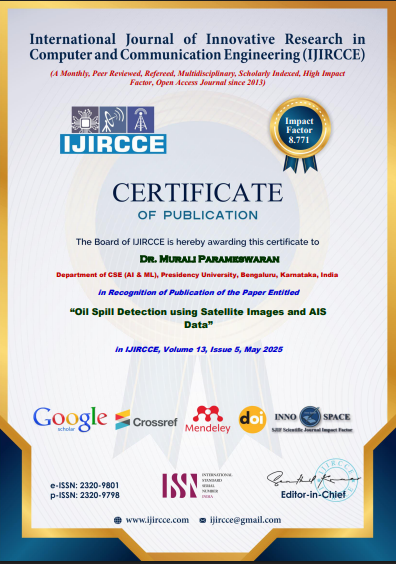 International Journal of Innovative Research in
Computer and Communication Engineering (IJIRCCE)
(A Monthly, Peer Reviewed, Refereed, Multidisciplinary, Scholarly Indexed, High Impact
Factor, Open Access Journal since 2013)
IJIRCCE
Impact
Factor
8.771
CERTIFICATE
OF PUBLICATION
The Board of IJIRCCE is hereby awarding this certificate to
Dr. Murali Parameswaran
Department of CSE (AI & ML), Presidency University, Bengaluru, Karnataka, India
in Recognition of Publication of the Paper Entitled
“Oil Spill Detection using Satellite Images and AIS
Data”
in IJIRCCE, Volume 13, Issue 5, May 2025
Google
scholar
Crossref
Mendeley
doi
INNO SPACE
SJIF Scientific Journal Impact Factor
e-ISSN: 2320-9801
p-ISSN: 2320-9798
ISSN
INTERNATIONAL
STANDARD
SERIAL
NUMBER
INDIA
IJIRCCE
Editor-in-Chief
www.ijircce.com ijircce@gmail.com